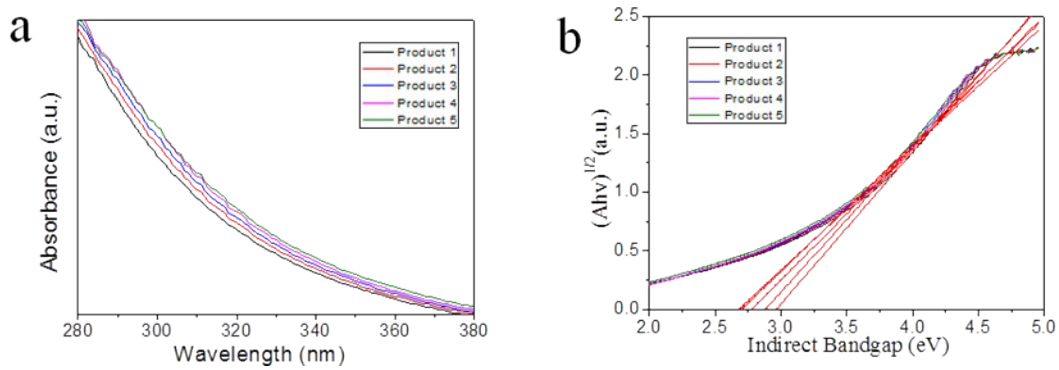 a
Absorbance (a.u.)
Product 1
Product 2
Product 3
Product 4
Product 5
280 300 320 340 360 380
Wavelength (nm)
b
(Ahv)^1/2(a.u.)
2.5
2.0
1.5
1.0
0.5
0.0
Product 1
Product 2
Product 3
Product 4
Product 5
2.0 2.5 3.0 3.5 4.0 4.5 5.0
Indirect Bandgap (eV)